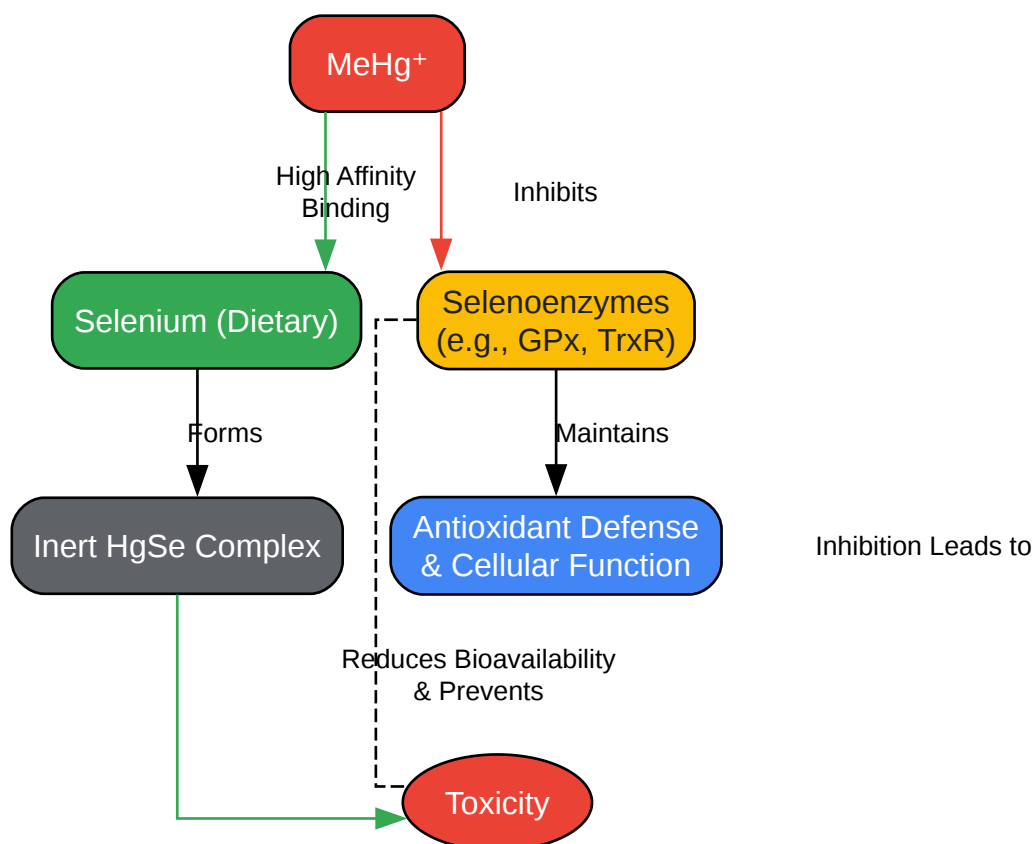 MeHg⁺
High Affinity
Binding
Inhibits
Selenium (Dietary)
Selenoenzymes
(e.g., GPx, TrxR)
Forms
Maintains
Inert HgSe Complex
Antioxidant Defense
& Cellular Function
Inhibition Leads to
Reduces Bioavailability
& Prevents
Toxicity